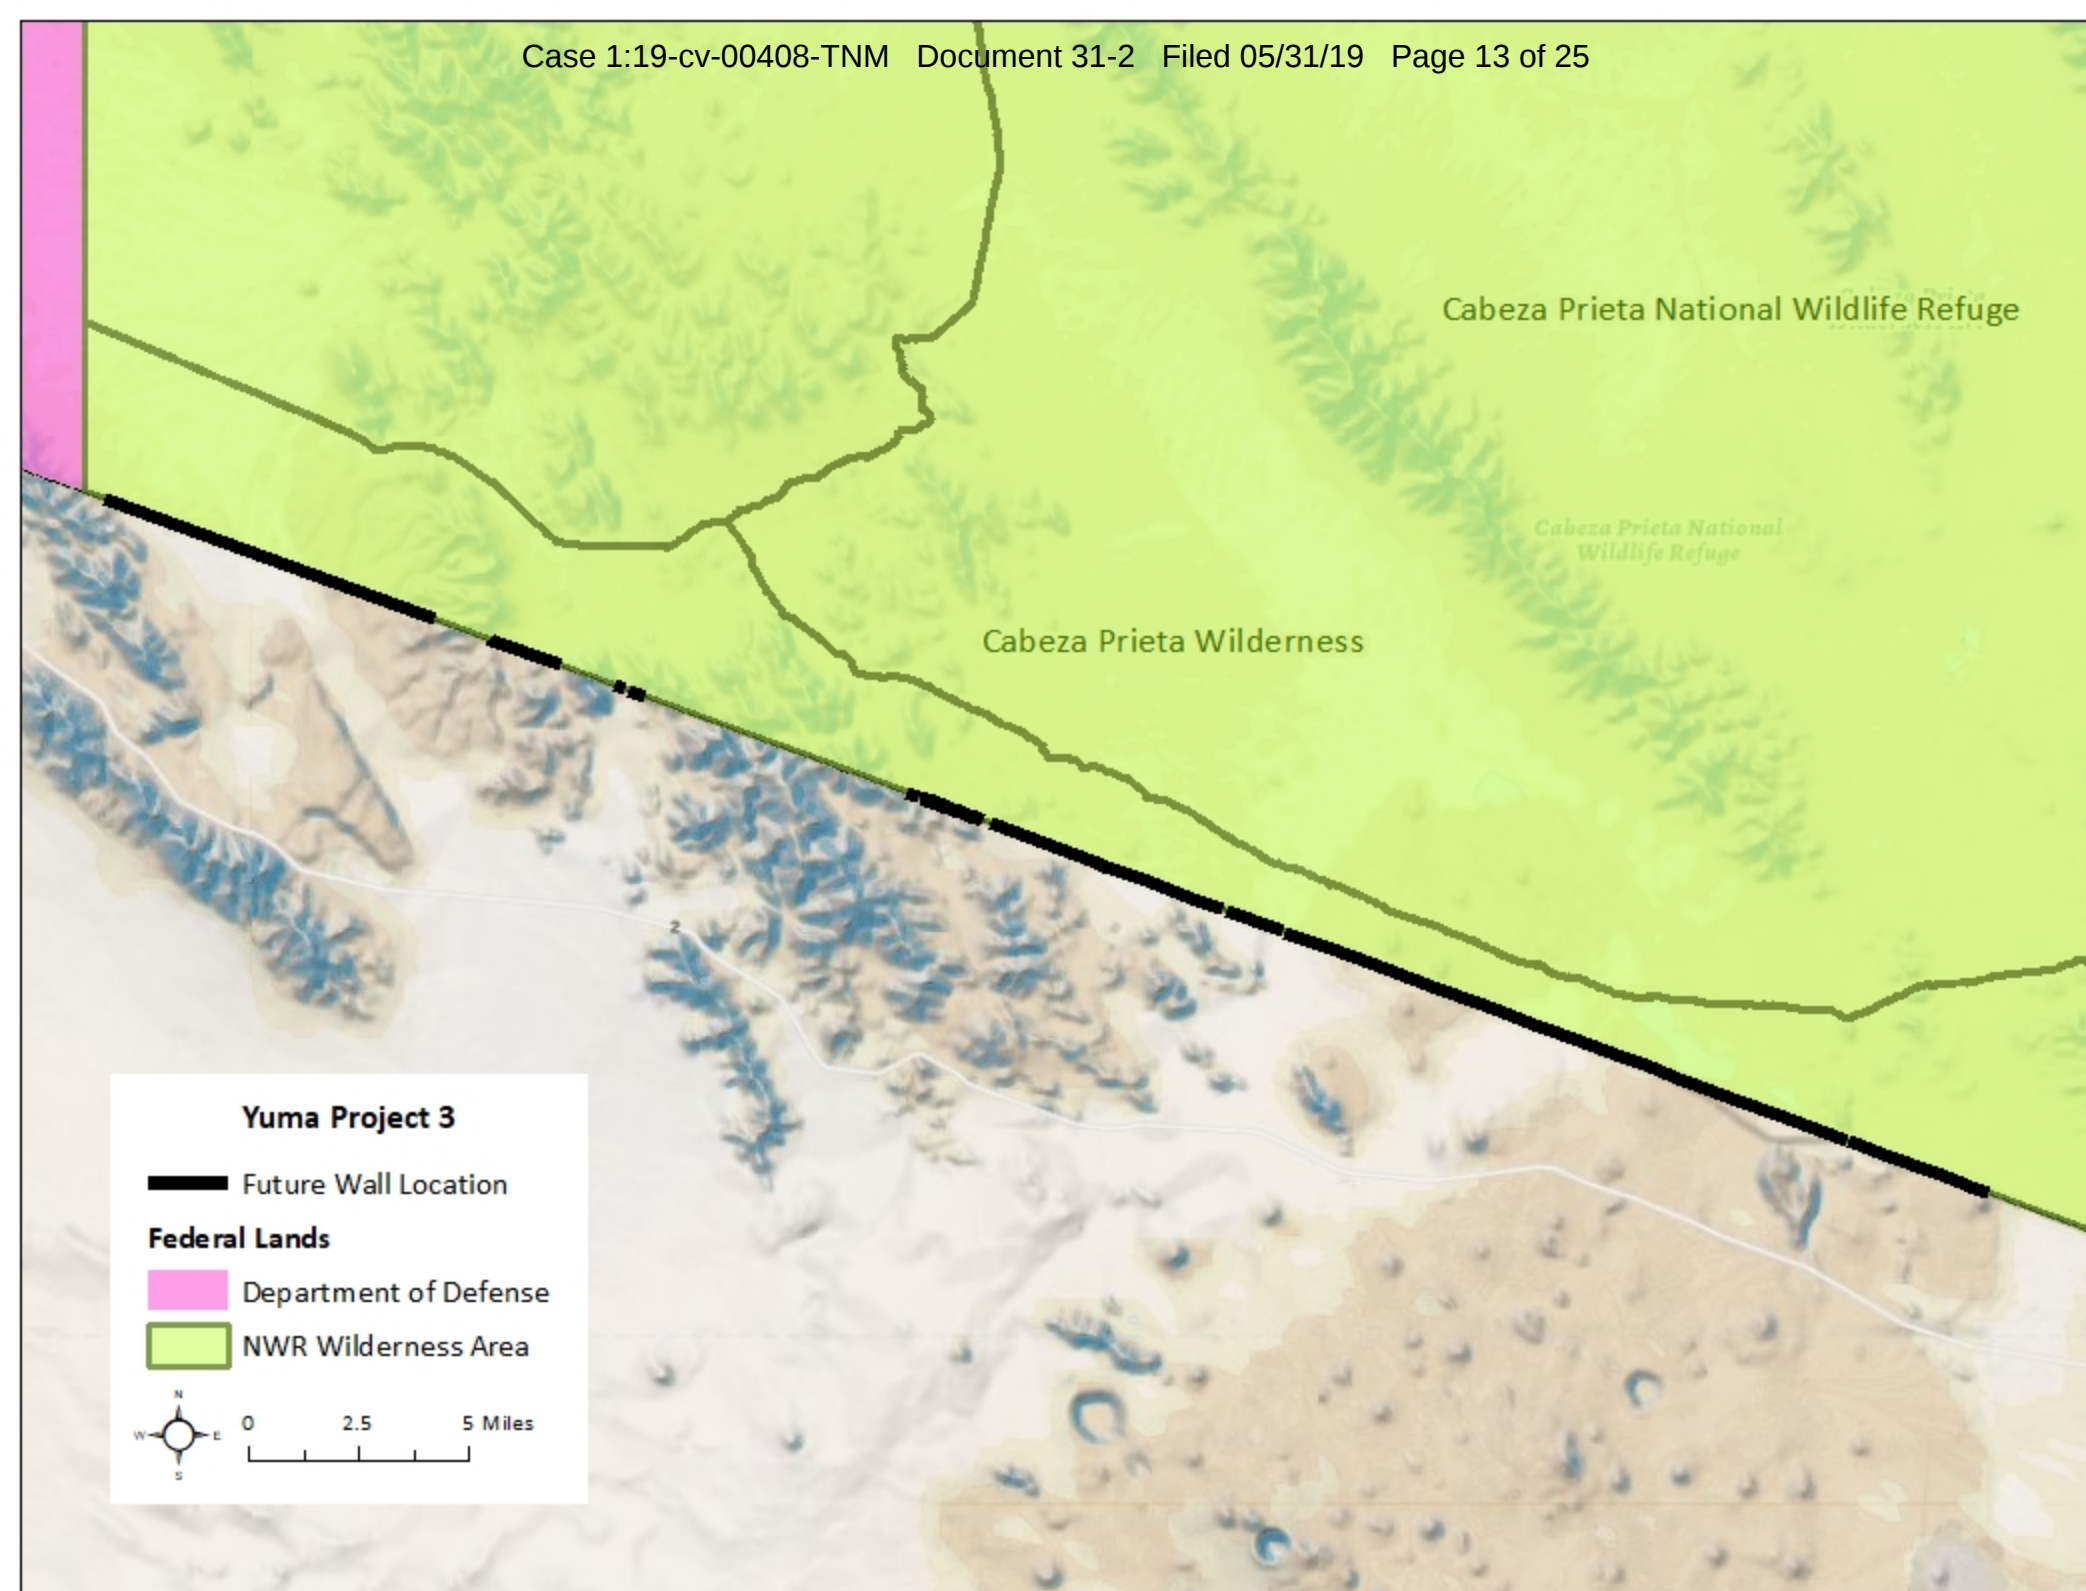 Case 1:19-cv-00408-TNM Document 31-2 Filed 05/31/19 Page 13 of 25
Cabeza Prieta National Wildlife Refuge
Cabeza Prieta National
Wildlife Refuge
Cabeza Prieta Wilderness
2
Yuma Project 3
Future Wall Location
Federal Lands
Department of Defense
NWR Wilderness Area
N
W E
S
0 2.5 5 Miles